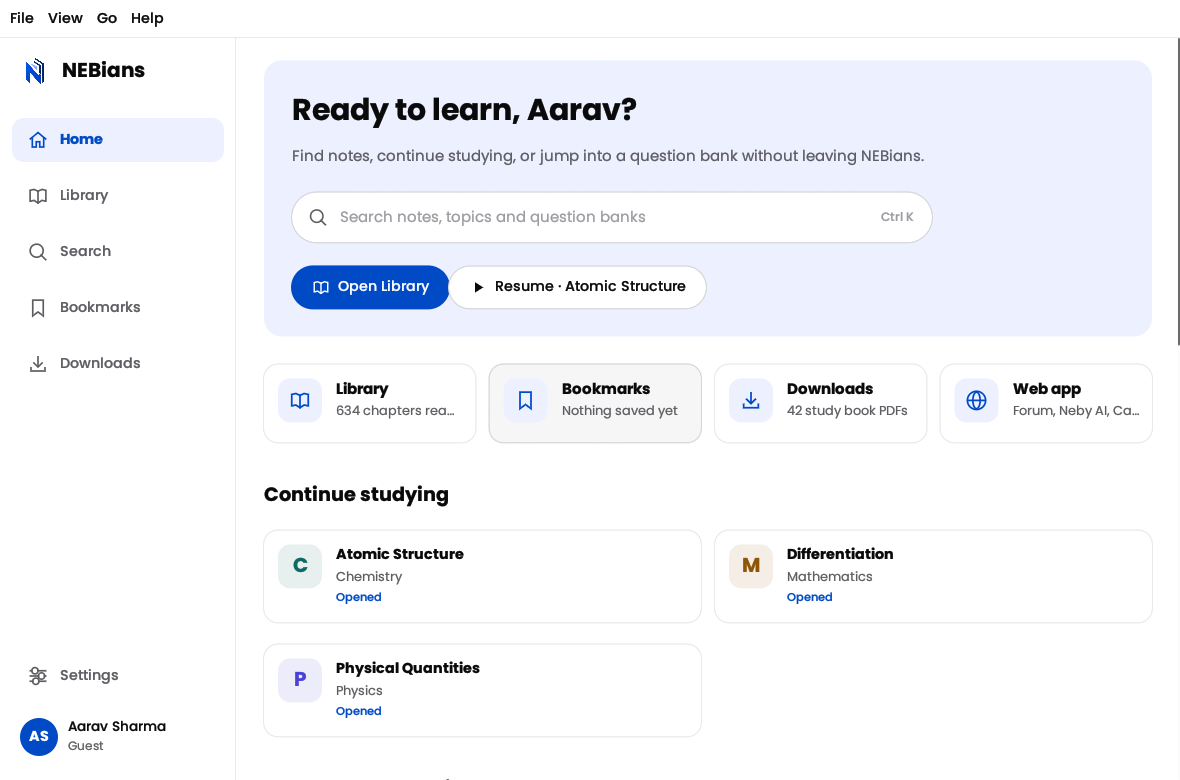 File View Go Help
NEBians
Home
Library
Search
Bookmarks
Downloads
Settings
AS
Aarav Sharma
Guest
Ready to learn, Aarav?
Find notes, continue studying, or jump into a question bank without leaving NEBians.
Search notes, topics and question banks Ctrl K
Open Library
Resume · Atomic Structure
Library
634 chapters rea...
Bookmarks
Nothing saved yet
Downloads
42 study book PDFs
Web app
Forum, Neby AI, Ca...
Continue studying
C
Atomic Structure
Chemistry
Opened
M
Differentiation
Mathematics
Opened
P
Physical Quantities
Physics
Opened